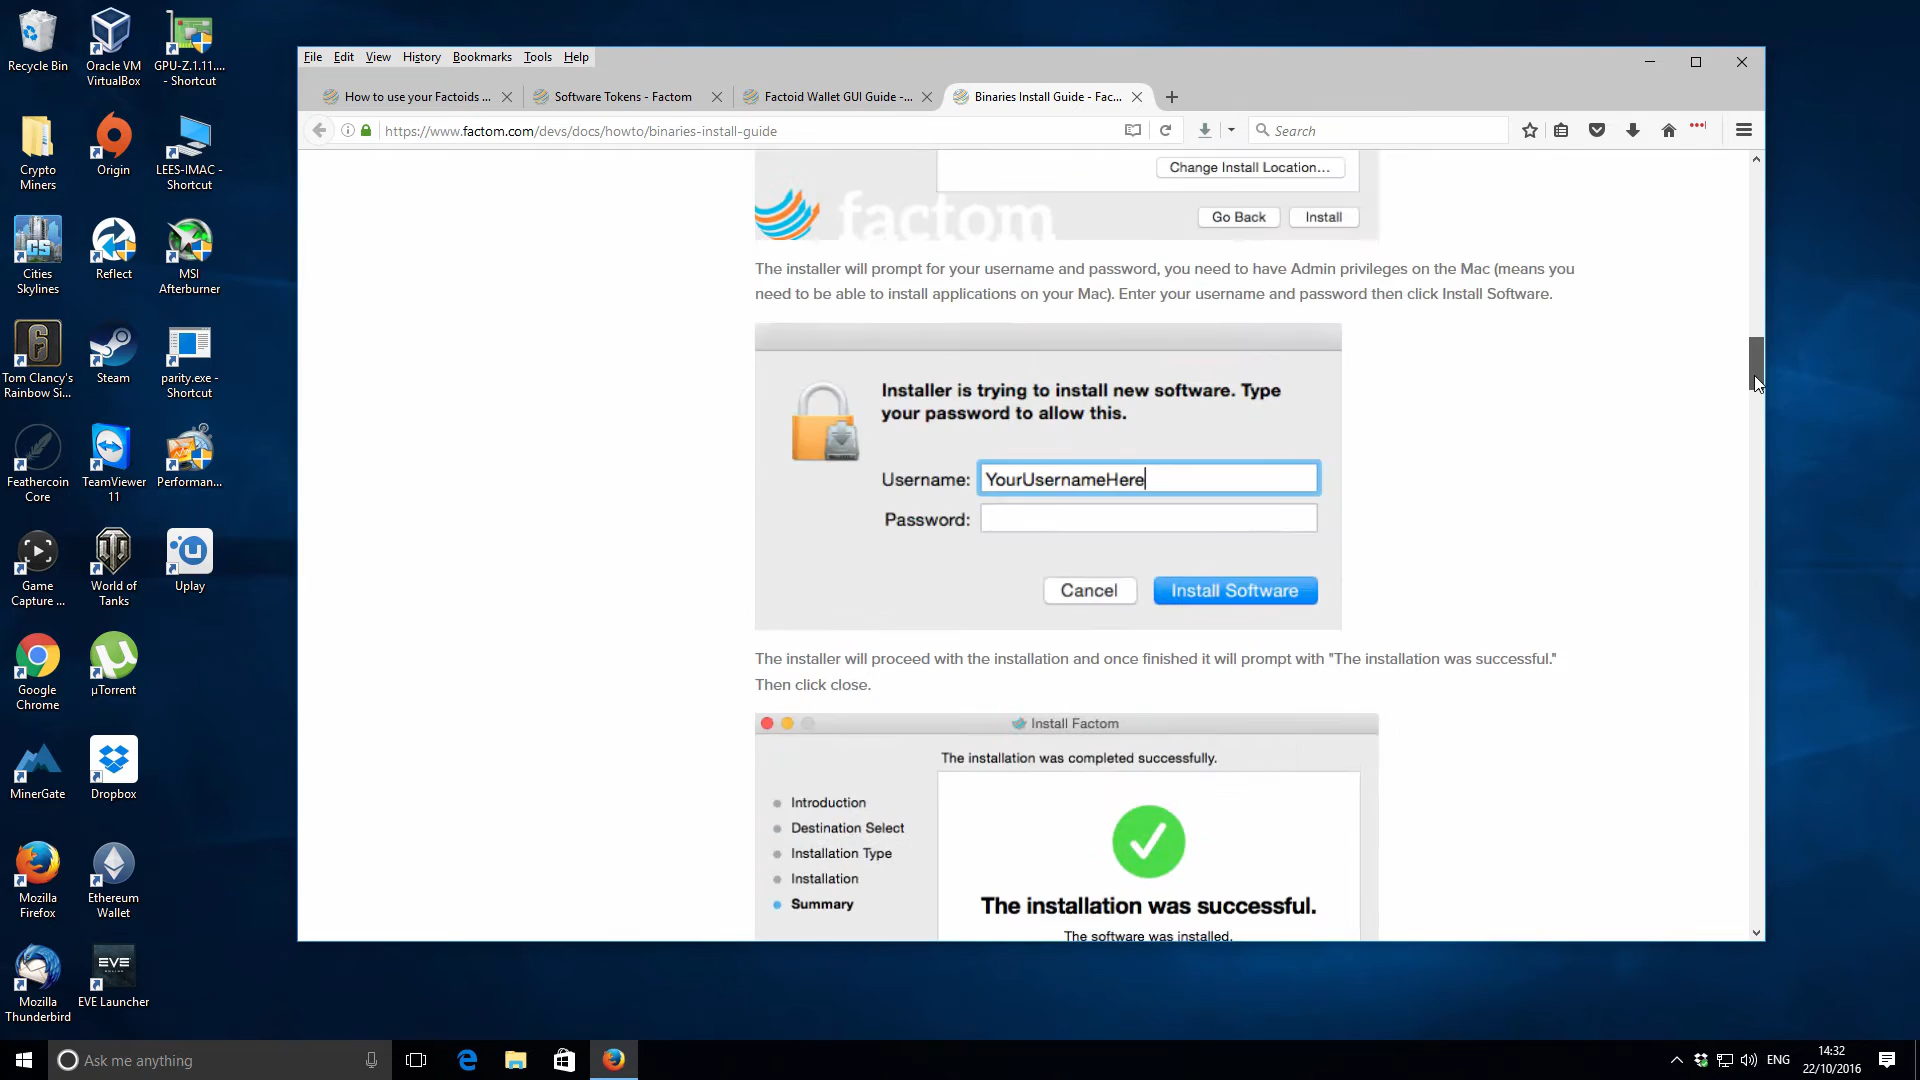 File Edit View History Bookmarks Tools Help
How to use your Factoids ...
Software Tokens - Factom
Factoid Wallet GUI Guide -...
Binaries Install Guide - Fac...
https://www.factom.com/devs/docs/howto/binaries-install-guide
Search
Change Install Location...
factom
Go Back
Install
The installer will prompt for your username and password, you need to have Admin privileges on the Mac (means you
need to be able to install applications on your Mac). Enter your username and password then click Install Software.
Installer is trying to install new software. Type
your password to allow this.
Username: YourUsernameHere
Password:
Cancel
Install Software
The installer will proceed with the installation and once finished it will prompt with "The installation was successful."
Then click close.
Install Factom
The installation was completed successfully.
Introduction
Destination Select
Installation Type
Installation
Summary
The installation was successful.
The software was installed.
Recycle Bin
Oracle VM
VirtualBox
GPU-Z.1.11....
- Shortcut
Crypto
Miners
Origin
LEES-IMAC -
Shortcut
CS
Cities
Skylines
Reflect
MSI
Afterburner
6
Tom Clancy's
Rainbow Si...
Steam
parity.exe -
Shortcut
Feathercoin
Core
TeamViewer
11
Performan...
Game
Capture ...
World of
Tanks
Uplay
Google
Chrome
µTorrent
MinerGate
Dropbox
Mozilla
Firefox
Ethereum
Wallet
Mozilla
Thunderbird
EVE
EVE Launcher
Ask me anything
ENG
14:32
22/10/2016